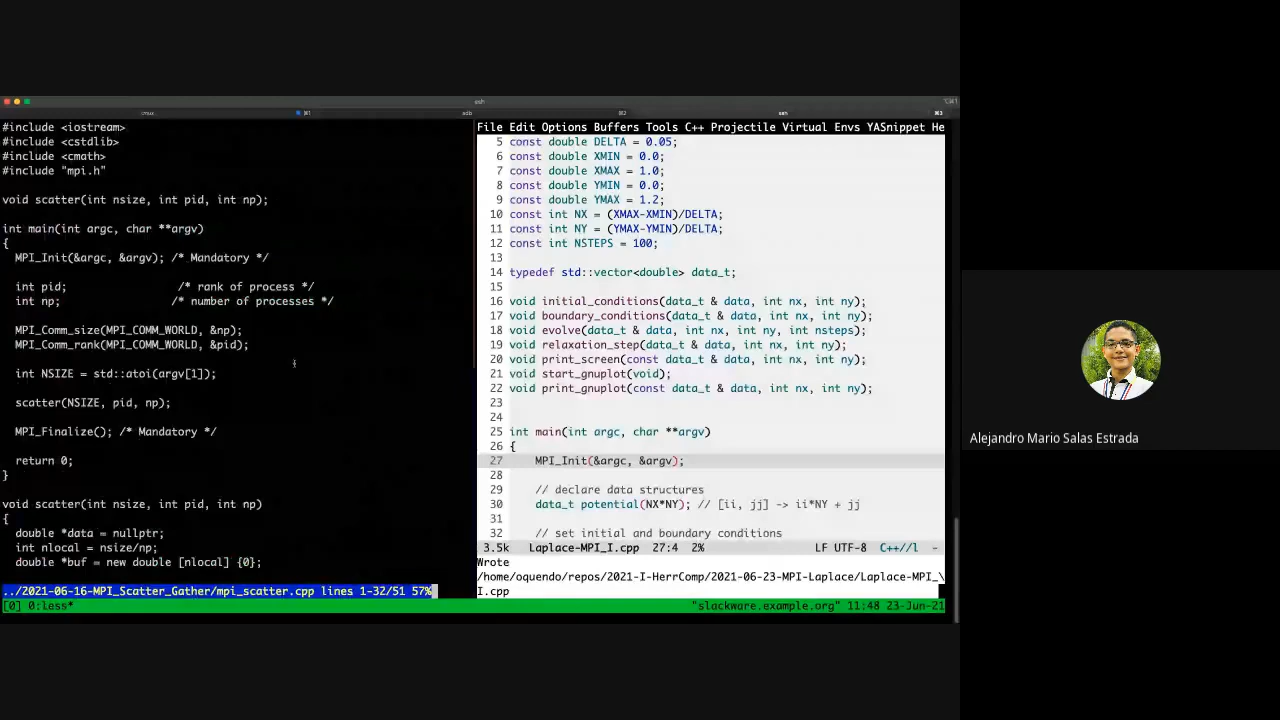 ssh
#include <iostream>
#include <cstdlib>
#include <cmath>
#include "mpi.h"
void scatter(int nsize, int pid, int np);
int main(int argc, char **argv)
{
MPI_Init(&argc, &argv); /* Mandatory */
int pid; /* rank of process */
int np; /* number of processes */
MPI_Comm_size(MPI_COMM_WORLD, &np);
MPI_Comm_rank(MPI_COMM_WORLD, &pid);
int NSIZE = std::atoi(argv[1]);
scatter(NSIZE, pid, np);
MPI_Finalize(); /* Mandatory */
return 0;
}
void scatter(int nsize, int pid, int np)
{
double *data = nullptr;
int nlocal = nsize/np;
double *buf = new double [nlocal] {0};
../2021-06-16-MPI_Scatter_Gather/mpi_scatter.cpp lines 1-32/51 57%
File Edit Options Buffers Tools C++ Projectile Virtual Envs YASnippet He
5 const double DELTA = 0.05;
6 const double XMIN = 0.0;
7 const double XMAX = 1.0;
8 const double YMIN = 0.0;
9 const double YMAX = 1.2;
10 const int NX = (XMAX-XMIN)/DELTA;
11 const int NY = (YMAX-YMIN)/DELTA;
12 const int NSTEPS = 100;
13
14 typedef std::vector<double> data_t;
15
16 void initial_conditions(data_t & data, int nx, int ny);
17 void boundary_conditions(data_t & data, int nx, int ny);
18 void evolve(data_t & data, int nx, int ny, int nsteps);
19 void relaxation_step(data_t & data, int nx, int ny);
20 void print_screen(const data_t & data, int nx, int ny);
21 void start_gnuplot(void);
22 void print_gnuplot(const data_t & data, int nx, int ny);
23
24
25 int main(int argc, char **argv)
26 {
27 MPI_Init(&argc, &argv);
28
29 // declare data structures
30 data_t potential(NX*NY); // [ii, jj] -> ii*NY + jj
31
32 // set initial and boundary conditions
3.5k Laplace-MPI_I.cpp 27:4 2% LF UTF-8 C++//l -
Wrote
/home/oquendo/repos/2021-I-HerrComp/2021-06-23-MPI-Laplace/Laplace-MPI_\
I.cpp
[0] 0:less* "slackware.example.org" 11:48 23-Jun-21
Alejandro Mario Salas Estrada